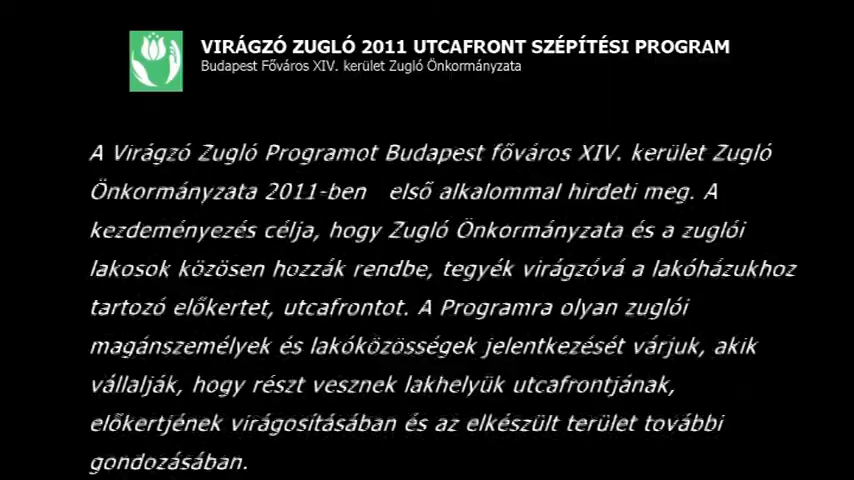 VIRÁGZÓ ZUGLÓ 2011 UTCAFRONT SZÉPÍTÉSI PROGRAM
Budapest Főváros XIV. kerület Zugló Önkormányzata
A Virágzó Zugló Programot Budapest főváros XIV. kerület Zugló
Önkormányzata 2011-ben első alkalommal hirdeti meg. A
kezdeményezés célja, hogy Zugló Önkormányzata és a zuglói
lakosok közösen hozzák rendbe, tegyék virágzóvá a lakóházukhoz
tartozó előkertet, utcafrontot. A Programra olyan zuglói
magánszemélyek és lakóközösségek jelentkezését várjuk, akik
vállalják, hogy részt vesznek lakhelyük utcafrontjának,
előkertjének virágosításában és az elkészült terület további
gondozásában.